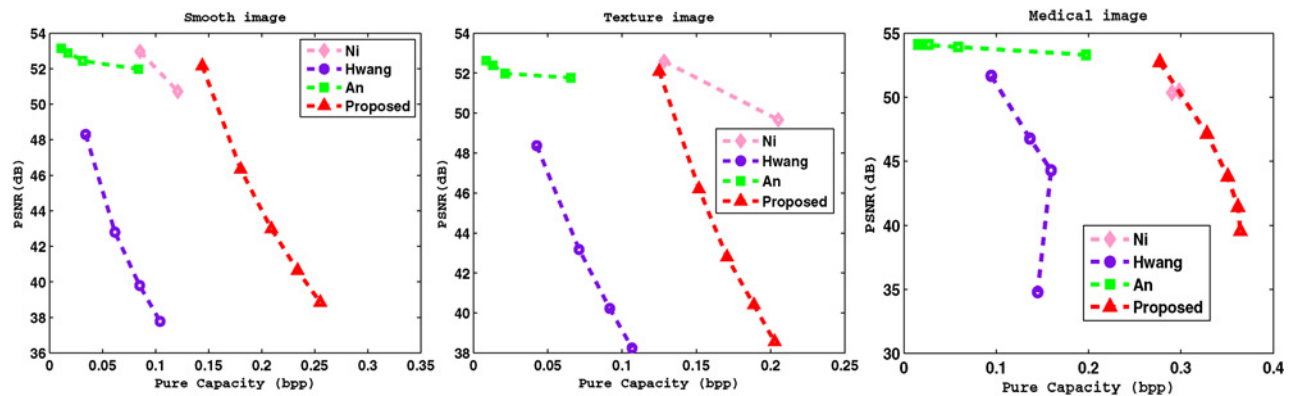 Smooth image
PSNR(dB)
54
52
50
48
46
44
42
40
38
36
0 0.05 0.1 0.15 0.2 0.25 0.3 0.35
Pure Capacity (bpp)
Ni
Hwang
An
Proposed
Texture image
PSNR(dB)
54
52
50
48
46
44
42
40
38
0 0.05 0.1 0.15 0.2 0.25
Pure Capacity (bpp)
Ni
Hwang
An
Proposed
Medical image
PSNR(dB)
55
50
45
40
35
30
0 0.1 0.2 0.3 0.4
Pure Capacity (bpp)
Ni
Hwang
An
Proposed